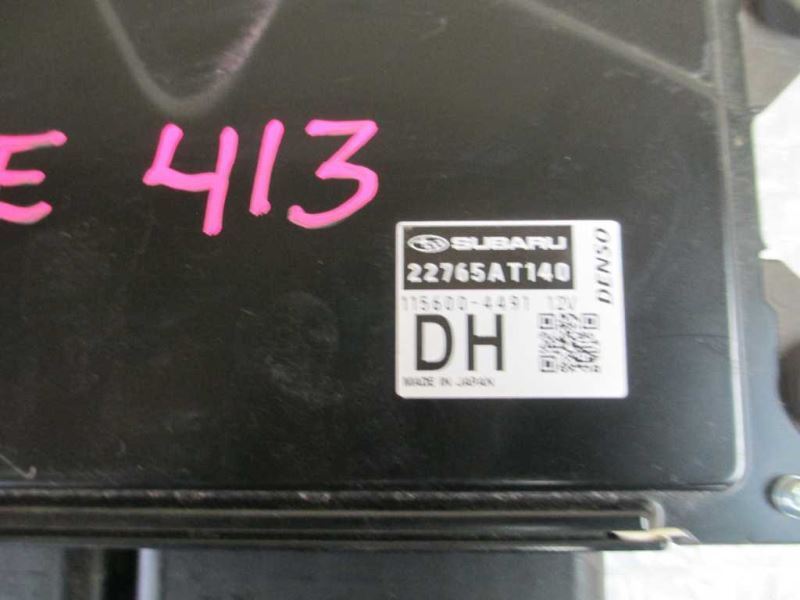 E 413
SUBARU
22765AT140
115600-4491 12V
DENSO
DH
MADE IN JAPAN